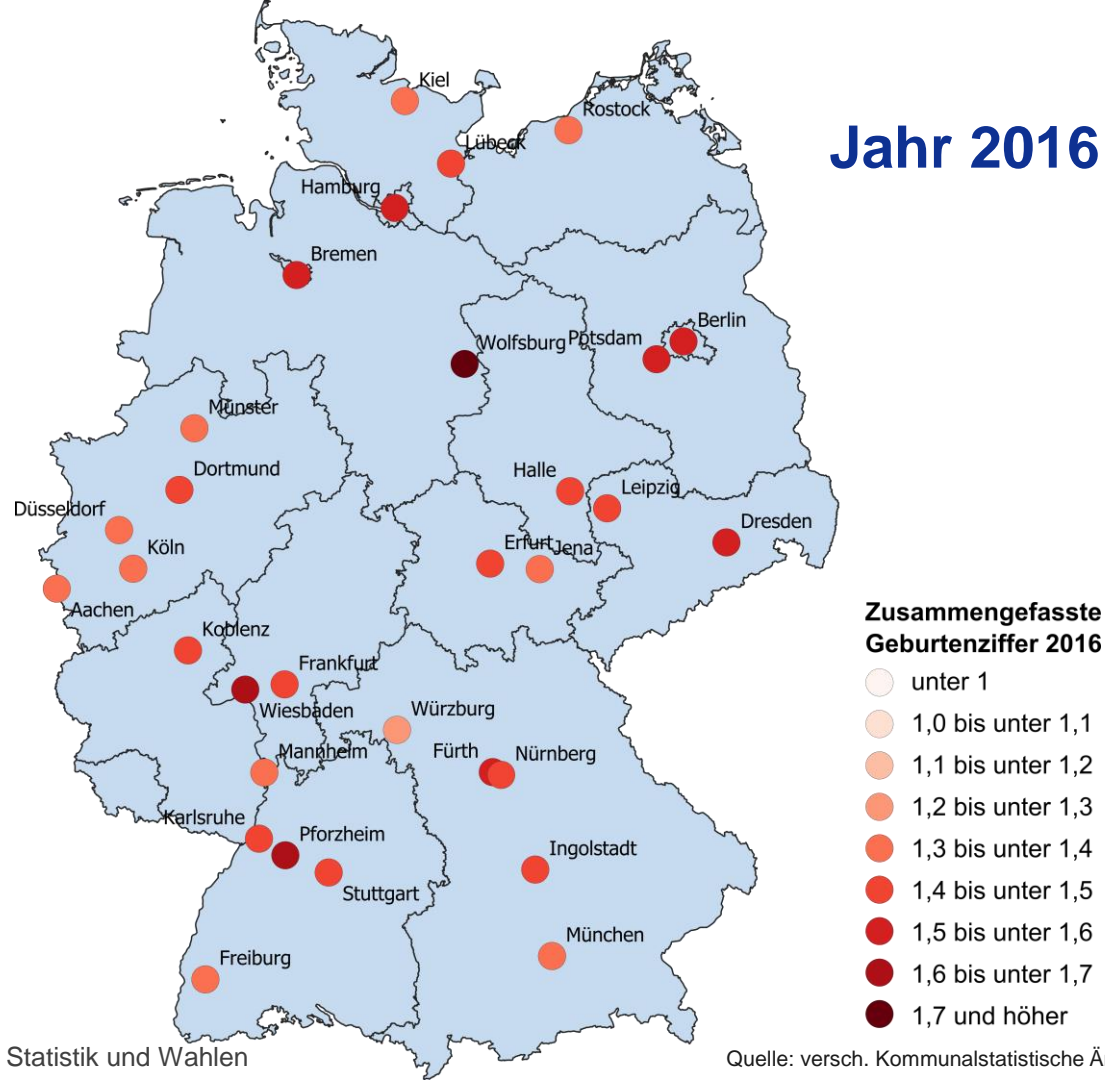 Jahr 2016
Kiel
Rostock
Lübeck
Hamburg
Bremen
Berlin
Potsdam
Wolfsburg
Münster
Dortmund
Halle
Leipzig
Düsseldorf
Dresden
Köln
Erfurt
Jena
Aachen
Koblenz
Frankfurt
Wiesbaden
Würzburg
Mannheim
Fürth
Nürnberg
Karlsruhe
Pforzheim
Ingolstadt
Stuttgart
München
Freiburg
Zusammengefasste
Geburtenziffer 2016
unter 1
1,0 bis unter 1,1
1,1 bis unter 1,2
1,2 bis unter 1,3
1,3 bis unter 1,4
1,4 bis unter 1,5
1,5 bis unter 1,6
1,6 bis unter 1,7
1,7 und höher
Statistik und Wahlen
Quelle: versch. Kommunalstatistische Ä